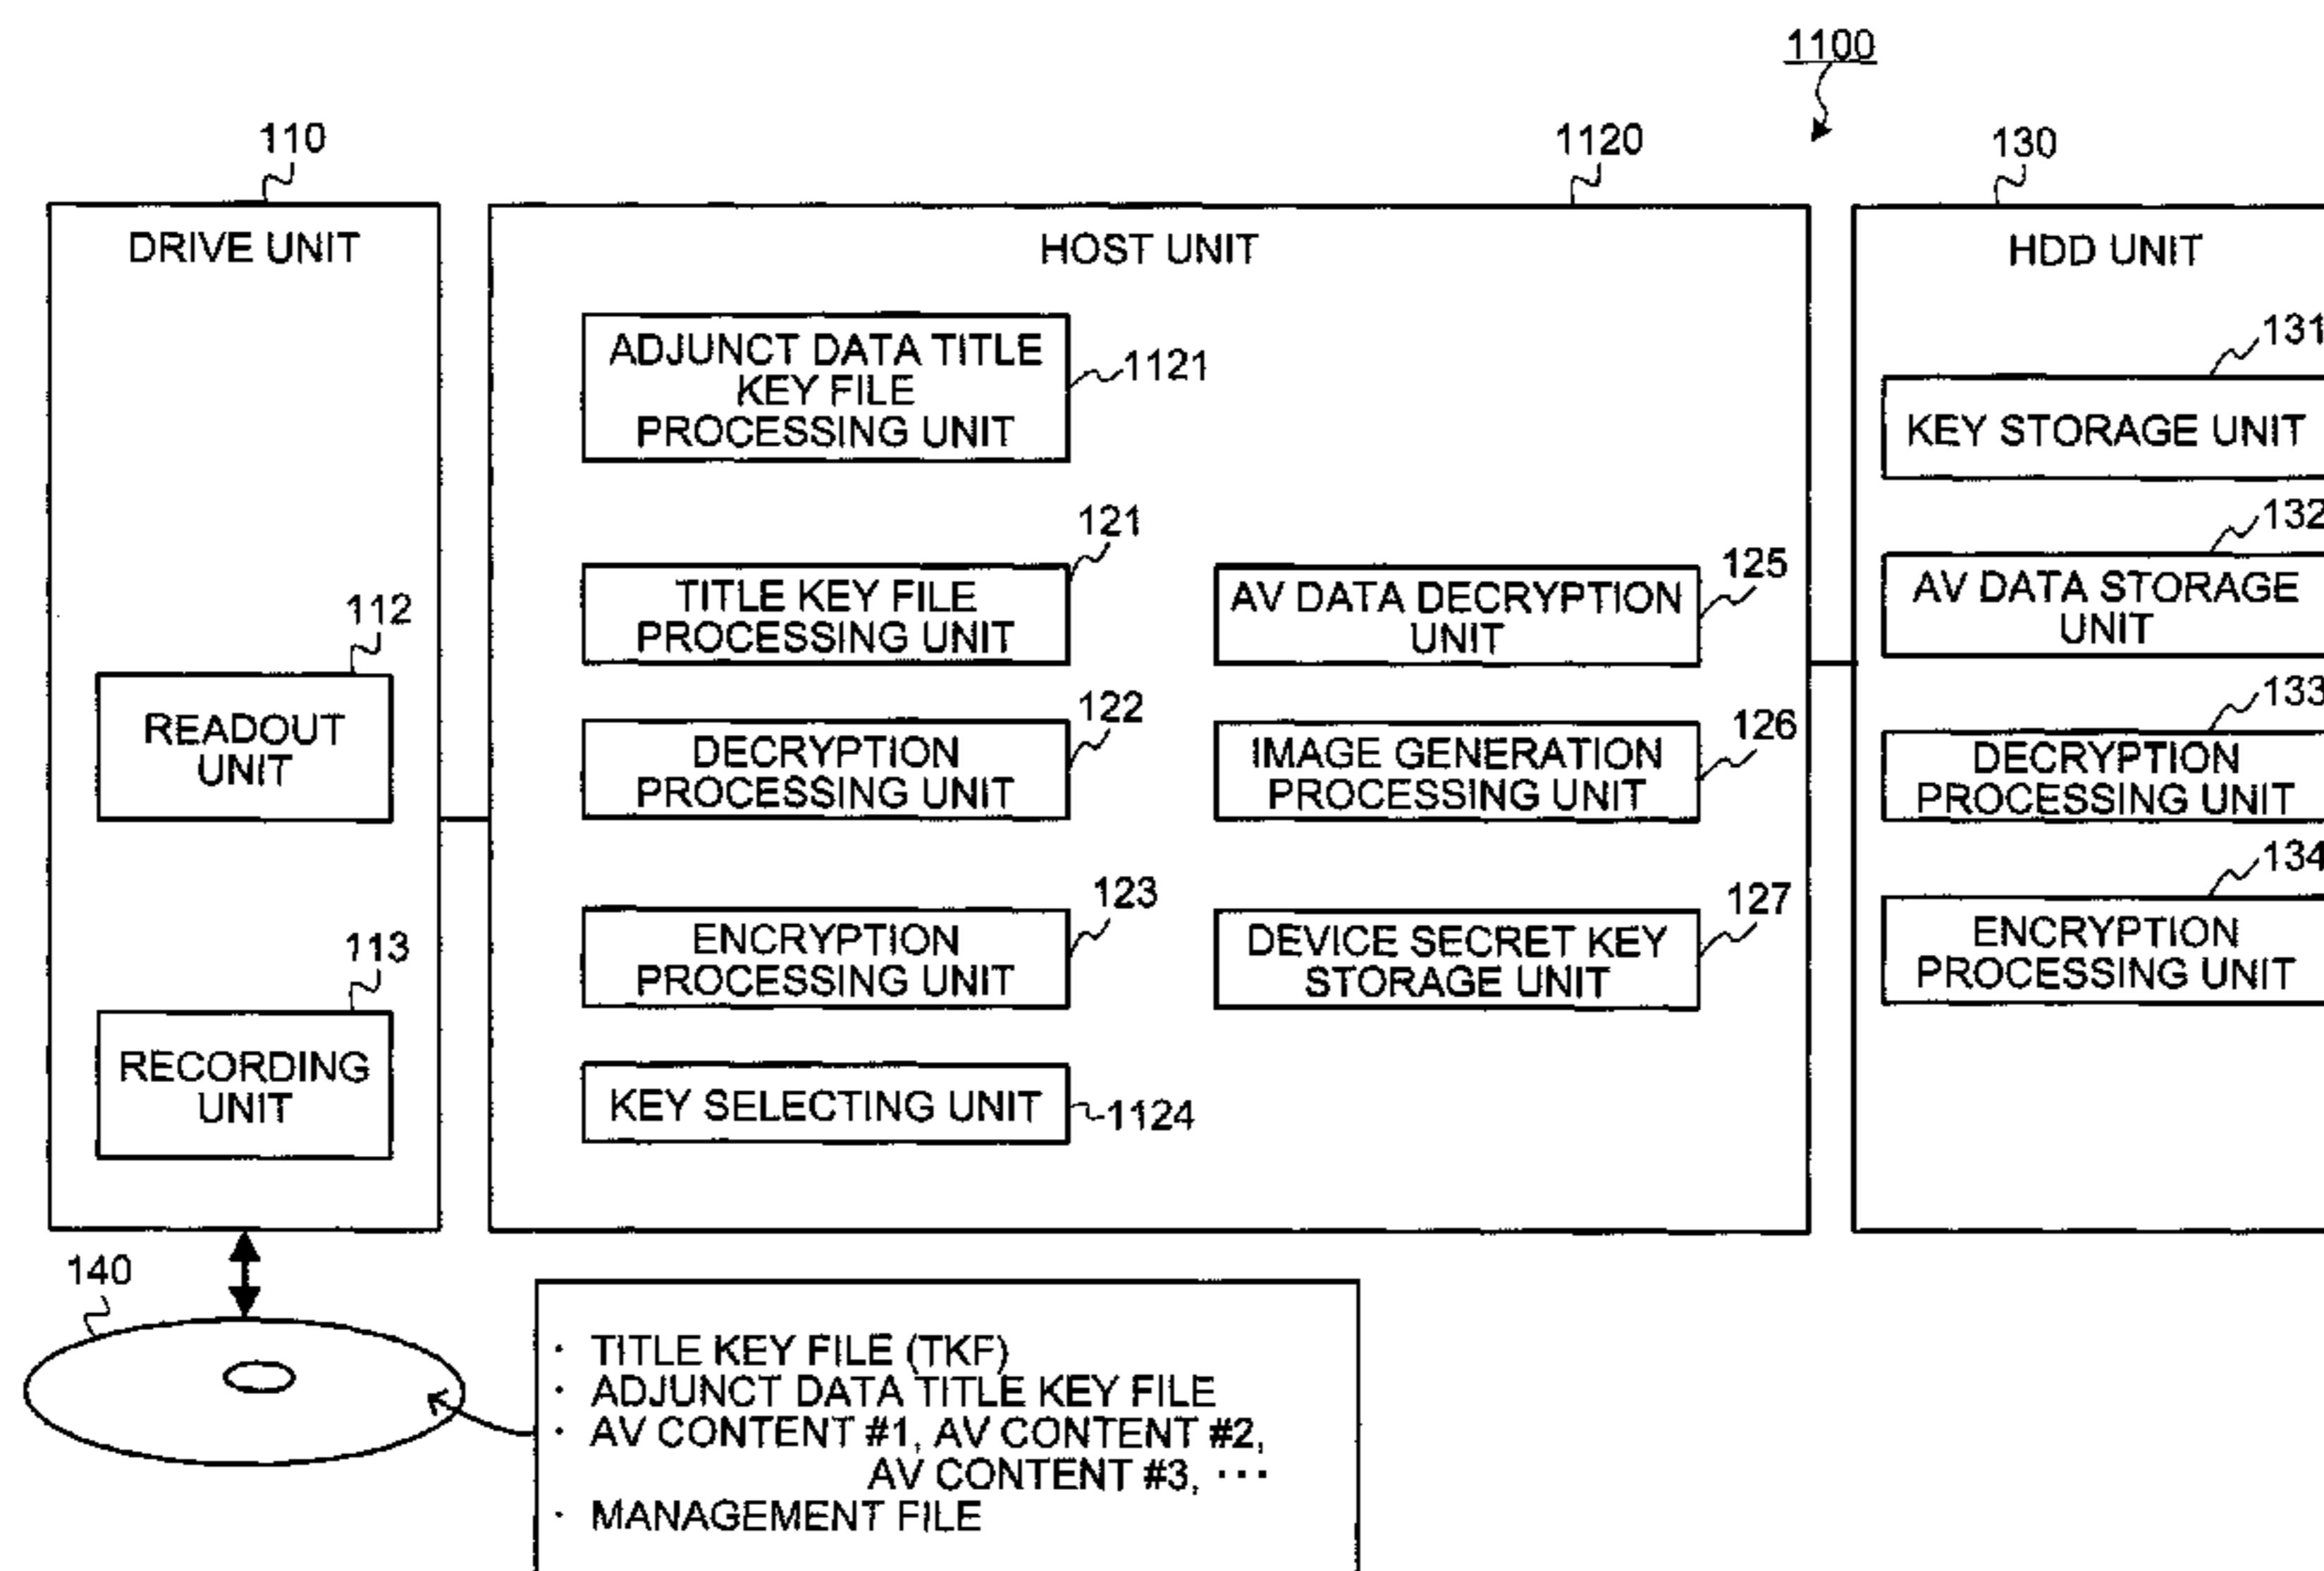 1100
110
1120
130
DRIVE UNIT
HOST UNIT
HDD UNIT
ADJUNCT DATA TITLE
KEY FILE
PROCESSING UNIT
1121
131
KEY STORAGE UNIT
121
TITLE KEY FILE
PROCESSING UNIT
125
AV DATA DECRYPTION
UNIT
132
AV DATA STORAGE
UNIT
112
READOUT
UNIT
122
DECRYPTION
PROCESSING UNIT
126
IMAGE GENERATION
PROCESSING UNIT
133
DECRYPTION
PROCESSING UNIT
113
RECORDING
UNIT
123
ENCRYPTION
PROCESSING UNIT
127
DEVICE SECRET KEY
STORAGE UNIT
134
ENCRYPTION
PROCESSING UNIT
KEY SELECTING UNIT
1124
140
· TITLE KEY FILE (TKF)
· ADJUNCT DATA TITLE KEY FILE
· AV CONTENT #1, AV CONTENT #2,
AV CONTENT #3, ···
· MANAGEMENT FILE